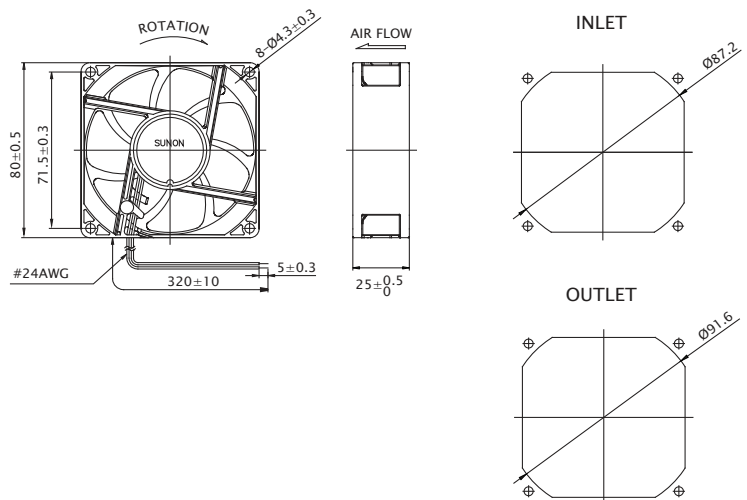 ROTATION
8-Ø4.3±0.3
AIR FLOW
INLET
Ø87.2
80±0.5
71.5±0.3
SUNON
#24AWG
320±10
5±0.3
25±0.5
0
OUTLET
Ø91.6